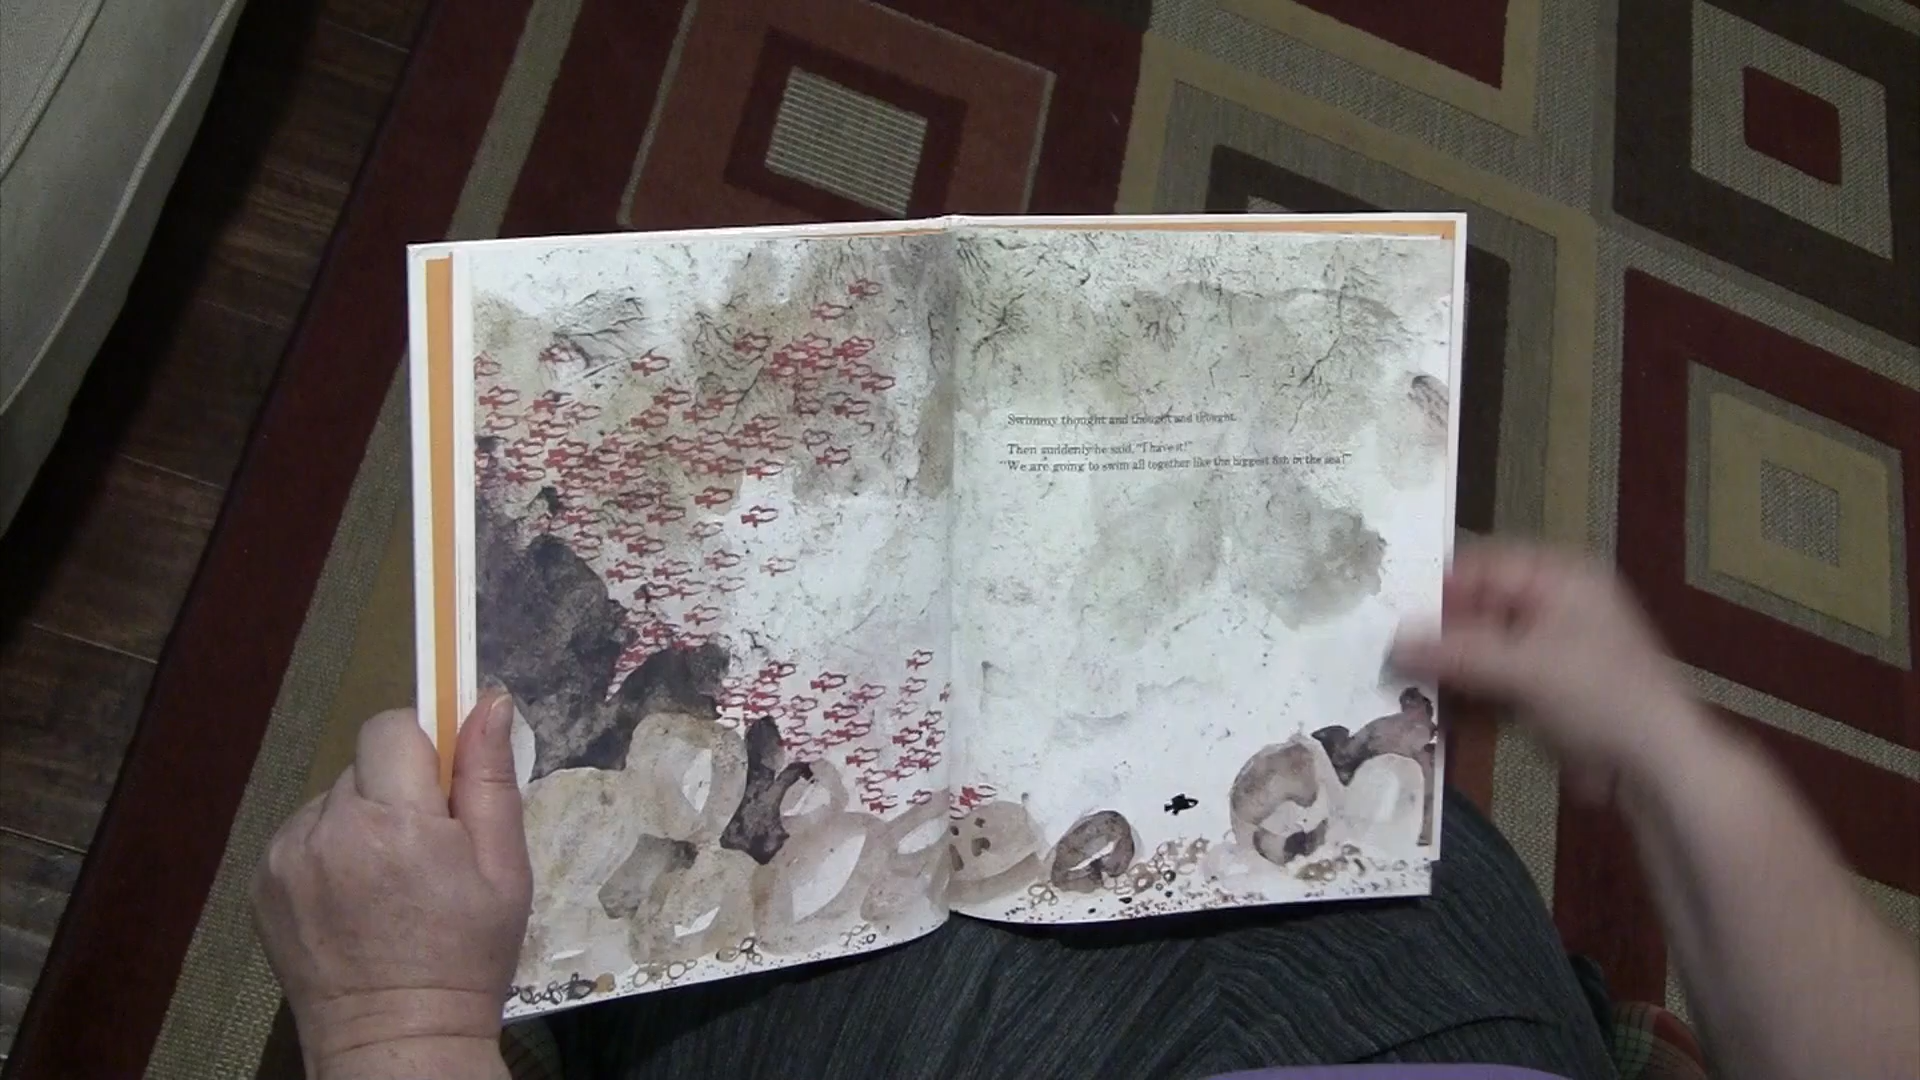 Swimmy thought and thought and thought.
Then suddenly he said, "I have it!"
"We are going to swim all together like the biggest fish in the sea!"